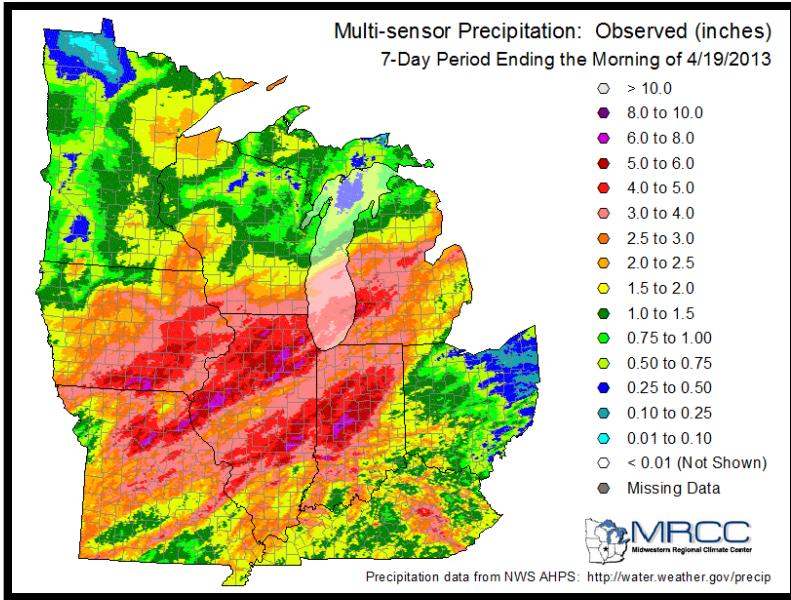 Multi-sensor Precipitation: Observed (inches)
7-Day Period Ending the Morning of 4/19/2013
> 10.0
8.0 to 10.0
6.0 to 8.0
5.0 to 6.0
4.0 to 5.0
3.0 to 4.0
2.5 to 3.0
2.0 to 2.5
1.5 to 2.0
1.0 to 1.5
0.75 to 1.00
0.50 to 0.75
0.25 to 0.50
0.10 to 0.25
0.01 to 0.10
< 0.01 (Not Shown)
Missing Data
MRCC
Midwestern Regional Climate Center
Precipitation data from NWS AHPS: http://water.weather.gov/precip